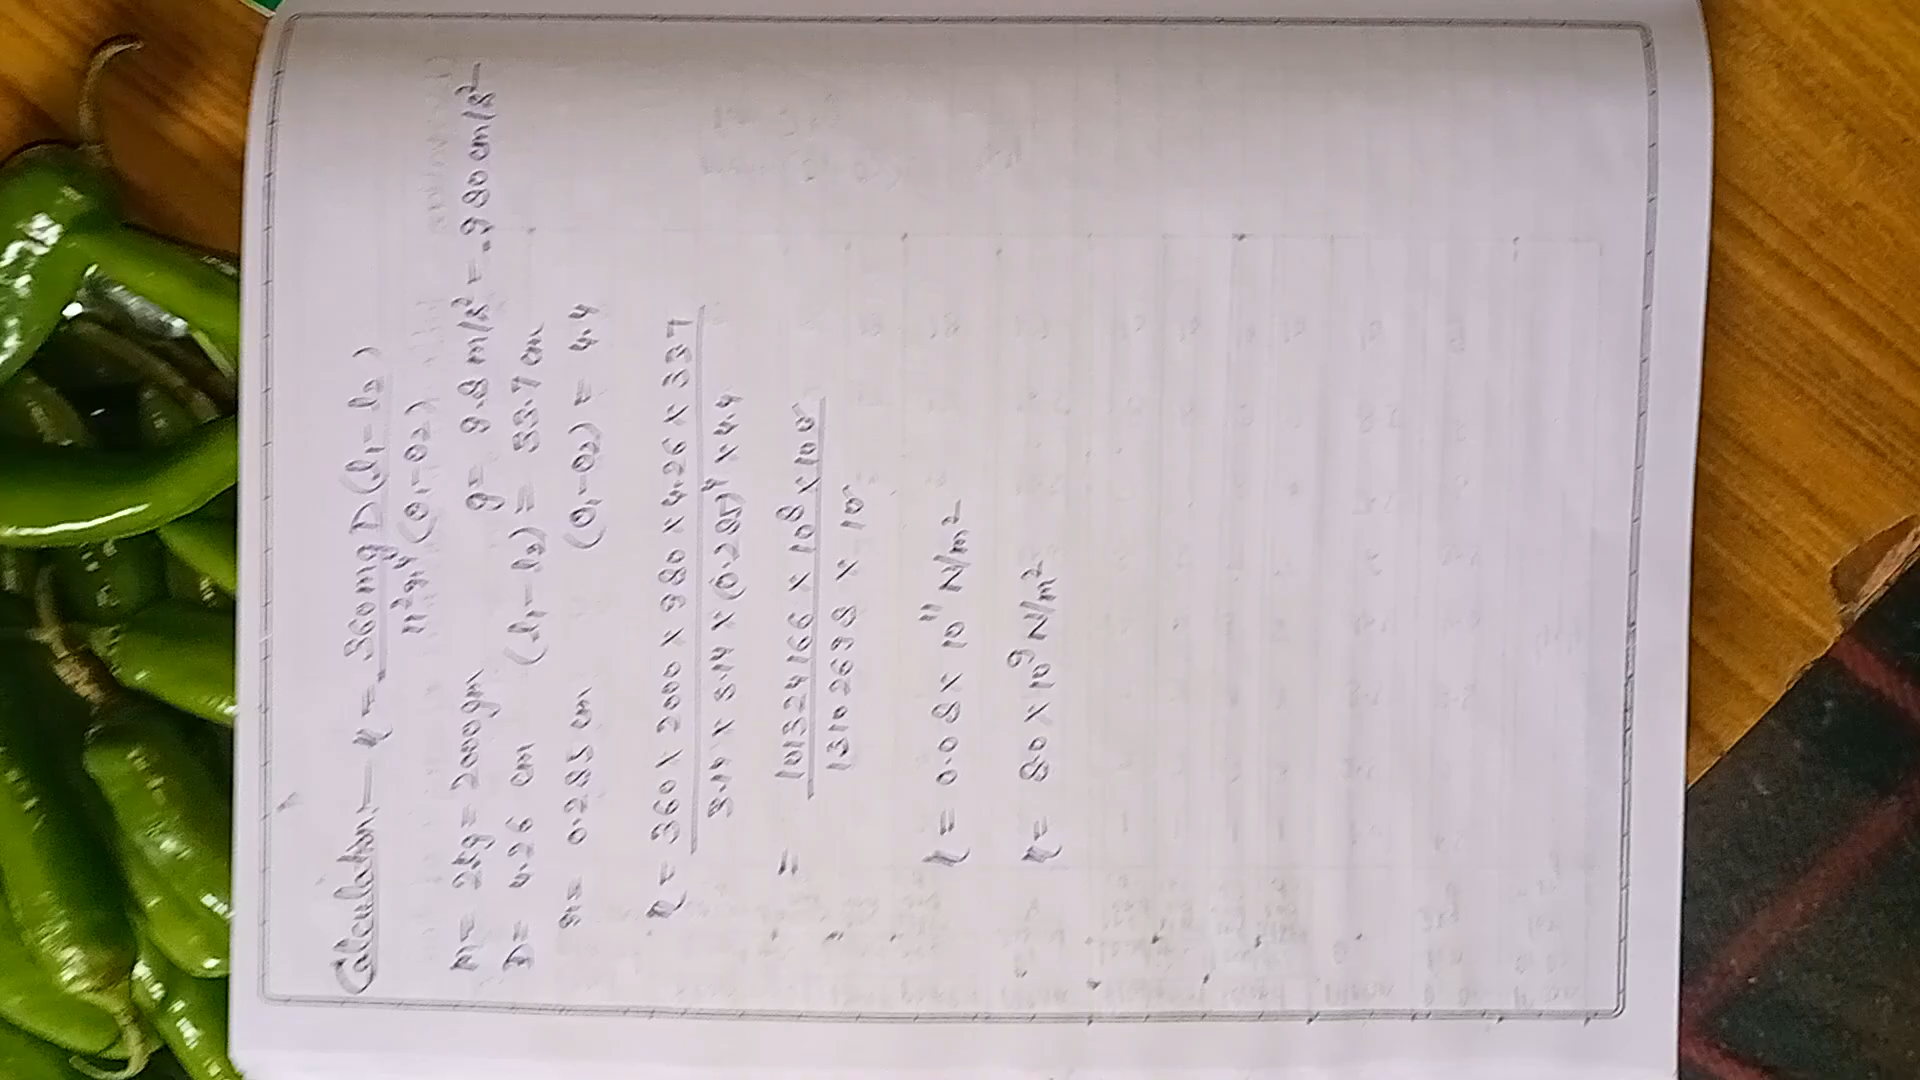 Calculation - η = 360 mg D (l₁ - l₂)
π² r⁴ (θ₁ - θ₂)
M = 2kg = 2000gm g = 9.8 m/s² = 980 cm/s²
D = 4.26 cm (l₁ - l₂) = 33.7 cm
r = 0.285 cm (θ₁ - θ₂) = 4.4
η = 360 x 2000 x 980 x 4.26 x 337
3.14 x 3.14 x (0.285)⁴ x 4.4
= 101324166 x 10⁸ x 10⁵
13102698 x 10⁵
η = 0.08 x 10¹¹ N/m²
η = 80 x 10⁹ N/m²